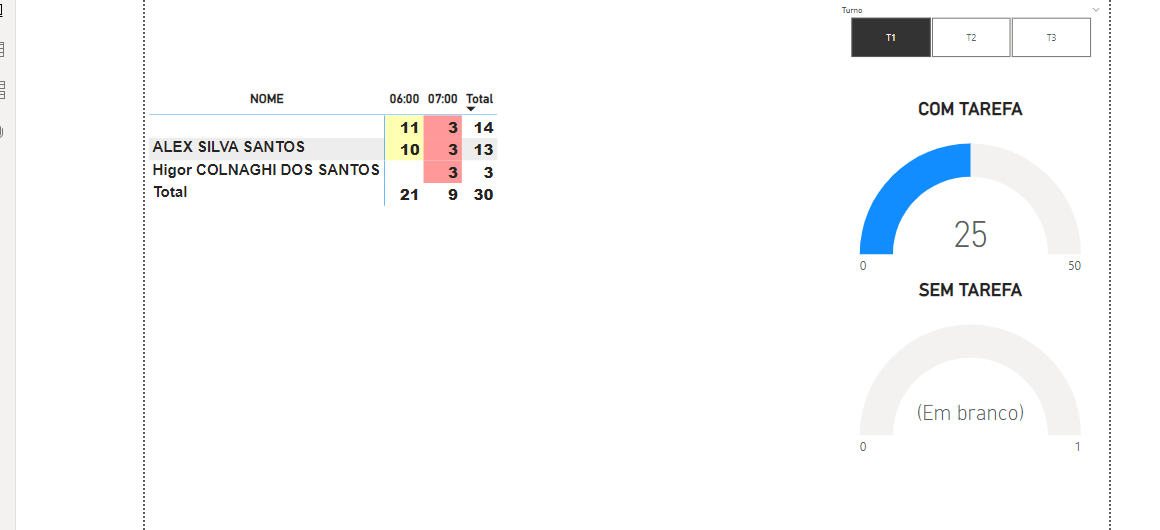 Turno
T1 T2 T3
NOME 06:00 07:00 Total
11 3 14
ALEX SILVA SANTOS 10 3 13
Higor COLNAGHI DOS SANTOS 3 3
Total 21 9 30
COM TAREFA
25
0 50
SEM TAREFA
(Em branco)
0 1